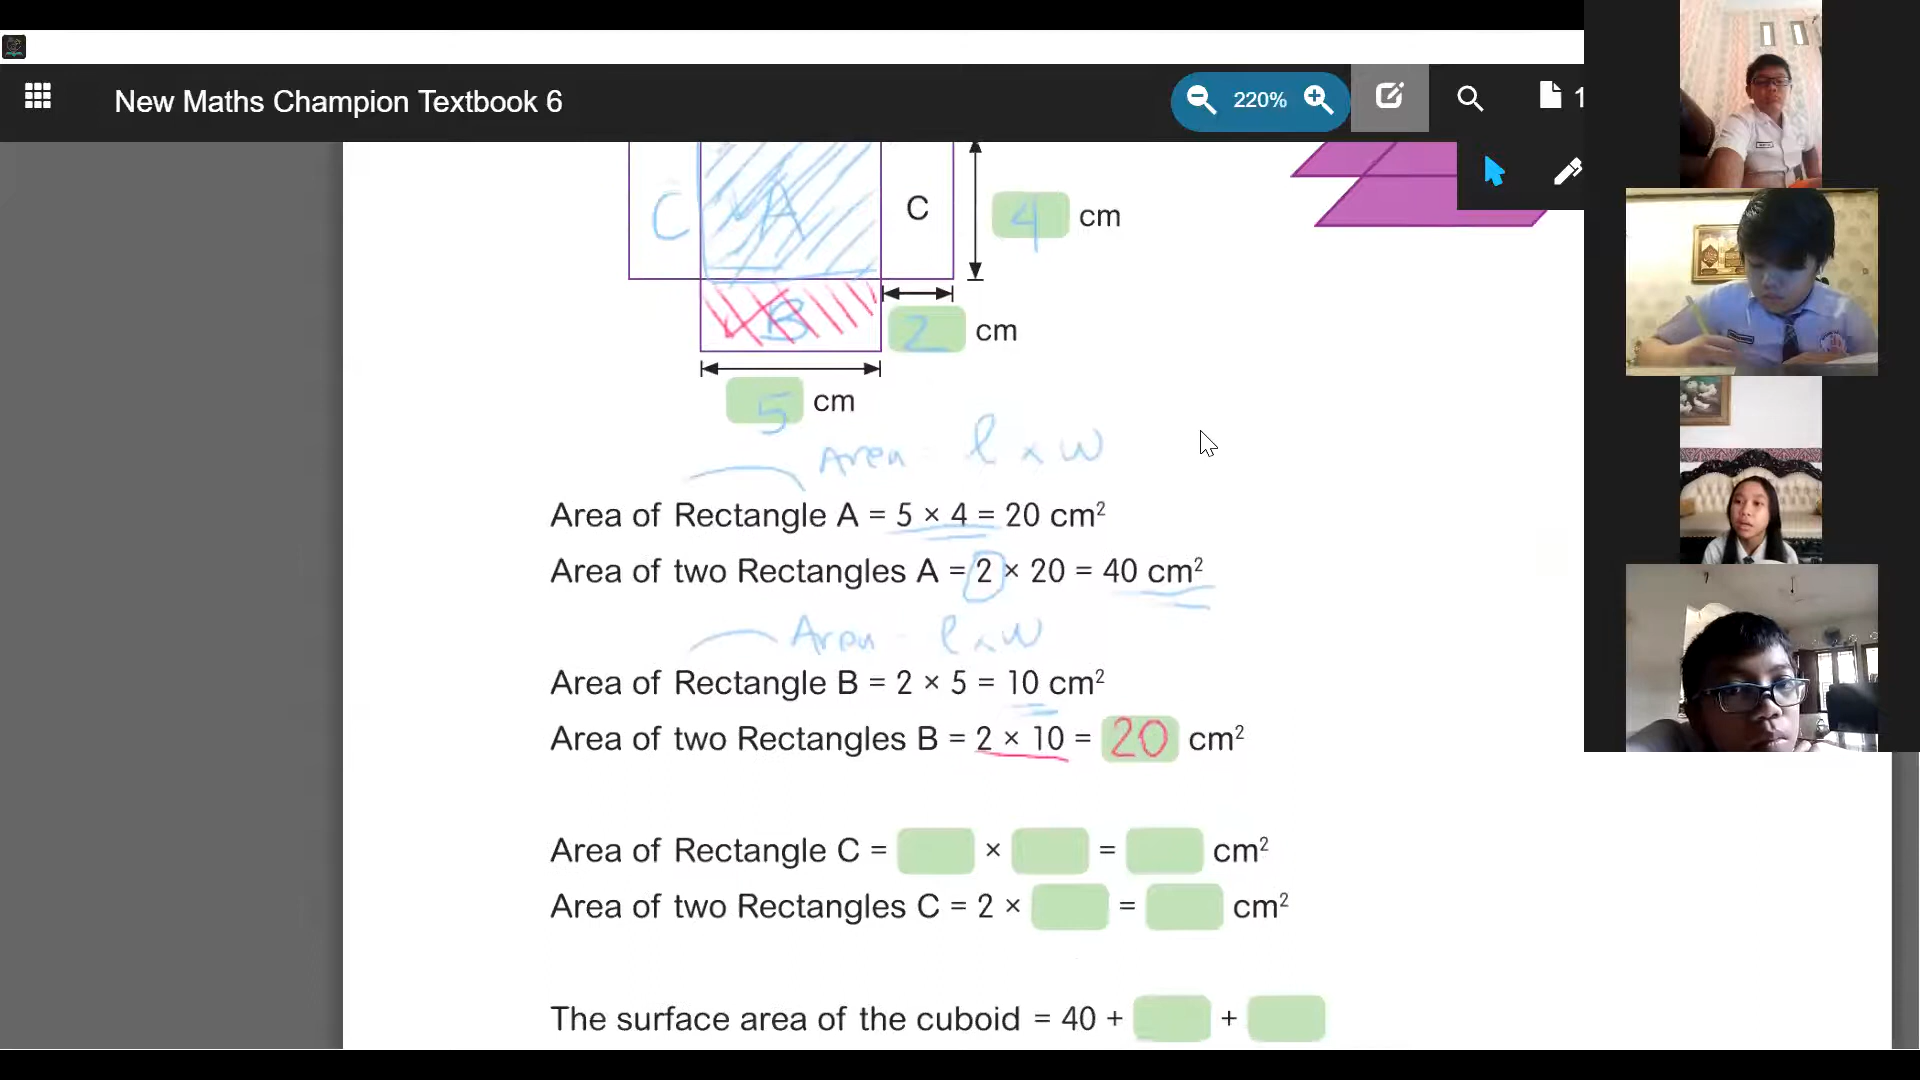 New Maths Champion Textbook 6
220%
1
C
A
C
4 cm
B
2 cm
5 cm
Area = l × w
Area of Rectangle A = 5 × 4 = 20 cm²
Area of two Rectangles A = 2 × 20 = 40 cm²
Area = l × w
Area of Rectangle B = 2 × 5 = 10 cm²
Area of two Rectangles B = 2 × 10 = 20 cm²
Area of Rectangle C = × = cm²
Area of two Rectangles C = 2 × = cm²
The surface area of the cuboid = 40 + +